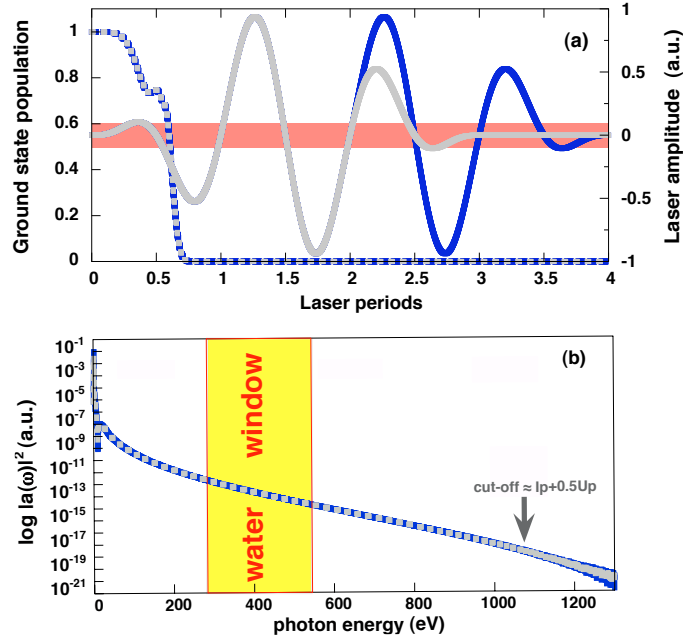 (a)
Ground state population
1
0.8
0.6
0.4
0.2
0
1
0.5
0
-0.5
-1
Laser amplitude (a.u.)
0 0.5 1 1.5 2 2.5 3 3.5 4
Laser periods
(b)
log |a(ω)|² (a.u.)
10-1
10-3
10-5
10-7
10-9
10-11
10-13
10-15
10-17
10-19
10-21
water window
cut-off ≈ Ip+0.5Up
0 200 400 600 800 1000 1200
photon energy (eV)